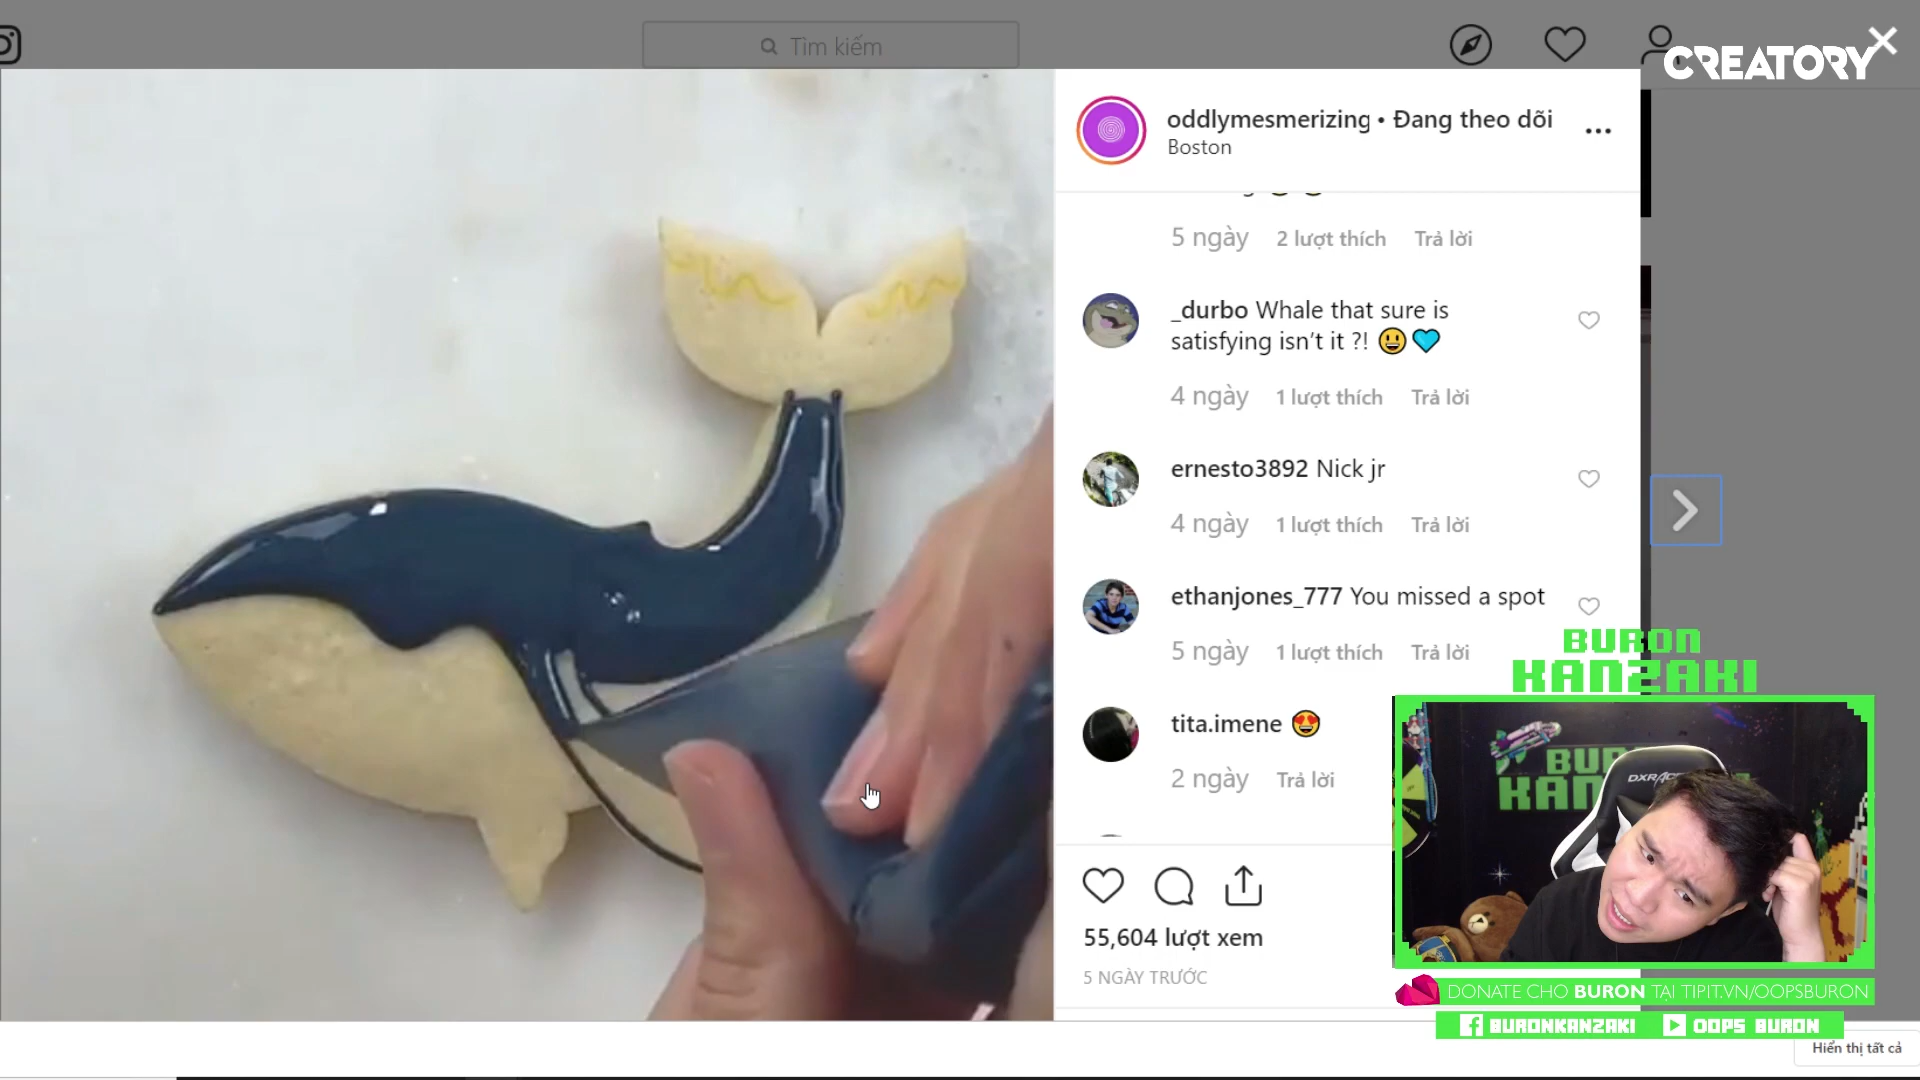 Tìm kiếm
CREATORY
oddlymesmerizing • Đang theo dõi
Boston
5 ngày 2 lượt thích Trả lời
_durbo Whale that sure is
satisfying isn't it ?! 😃💙
4 ngày 1 lượt thích Trả lời
ernesto3892 Nick jr
4 ngày 1 lượt thích Trả lời
ethanjones_777 You missed a spot
5 ngày 1 lượt thích Trả lời
tita.imene 😍
2 ngày Trả lời
55,604 lượt xem
5 NGÀY TRƯỚC
BURON
KANZAKI
DONATE CHO BURON TẠI TIPIT.VN/OOPSBURON
BURONKANZAKI OOPS BURON
Hiển thị tất cả